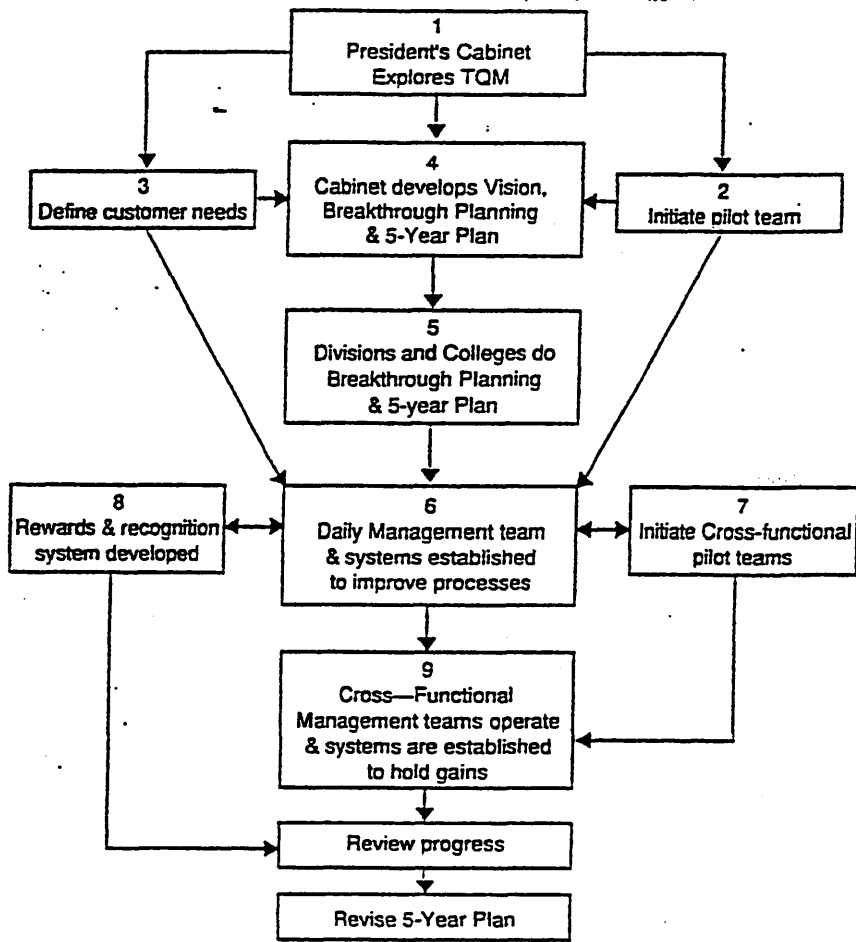 1
President's Cabinet
Explores TQM
4
Cabinet develops Vision,
Breakthrough Planning
& 5-Year Plan
3
Define customer needs
2
Initiate pilot team
5
Divisions and Colleges do
Breakthrough Planning
& 5-year Plan
8
Rewards & recognition
system developed
6
Daily Management team
& systems established
to improve processes
7
Initiate Cross-functional
pilot teams
9
Cross—Functional
Management teams operate
& systems are established
to hold gains
Review progress
Revise 5-Year Plan